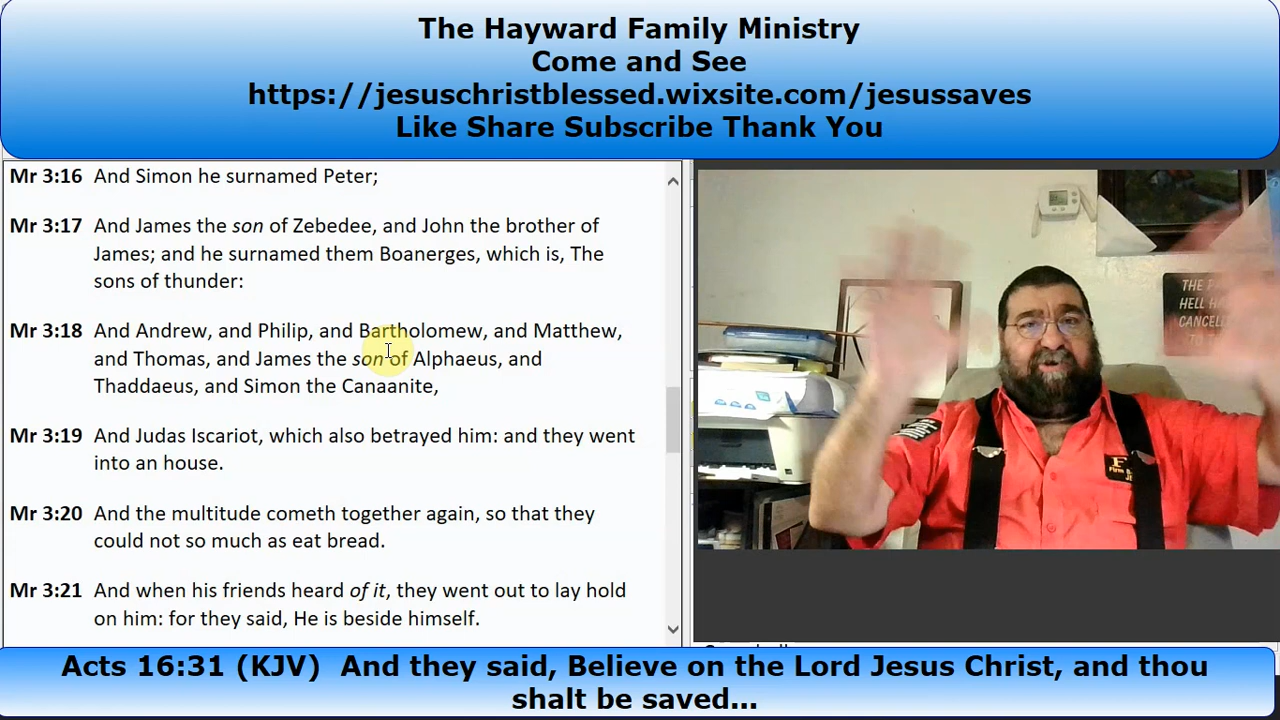 The Hayward Family Ministry
Come and See
https://jesuschristblessed.wixsite.com/jesussaves
Like Share Subscribe Thank You
Mr 3:16 And Simon he surnamed Peter;
Mr 3:17 And James the son of Zebedee, and John the brother of
James; and he surnamed them Boanerges, which is, The
sons of thunder:
Mr 3:18 And Andrew, and Philip, and Bartholomew, and Matthew,
and Thomas, and James the son of Alphaeus, and
Thaddaeus, and Simon the Canaanite,
Mr 3:19 And Judas Iscariot, which also betrayed him: and they went
into an house.
Mr 3:20 And the multitude cometh together again, so that they
could not so much as eat bread.
Mr 3:21 And when his friends heard of it, they went out to lay hold
on him: for they said, He is beside himself.
THE
HELL HA
CANCELL
Acts 16:31 (KJV) And they said, Believe on the Lord Jesus Christ, and thou
shalt be saved...